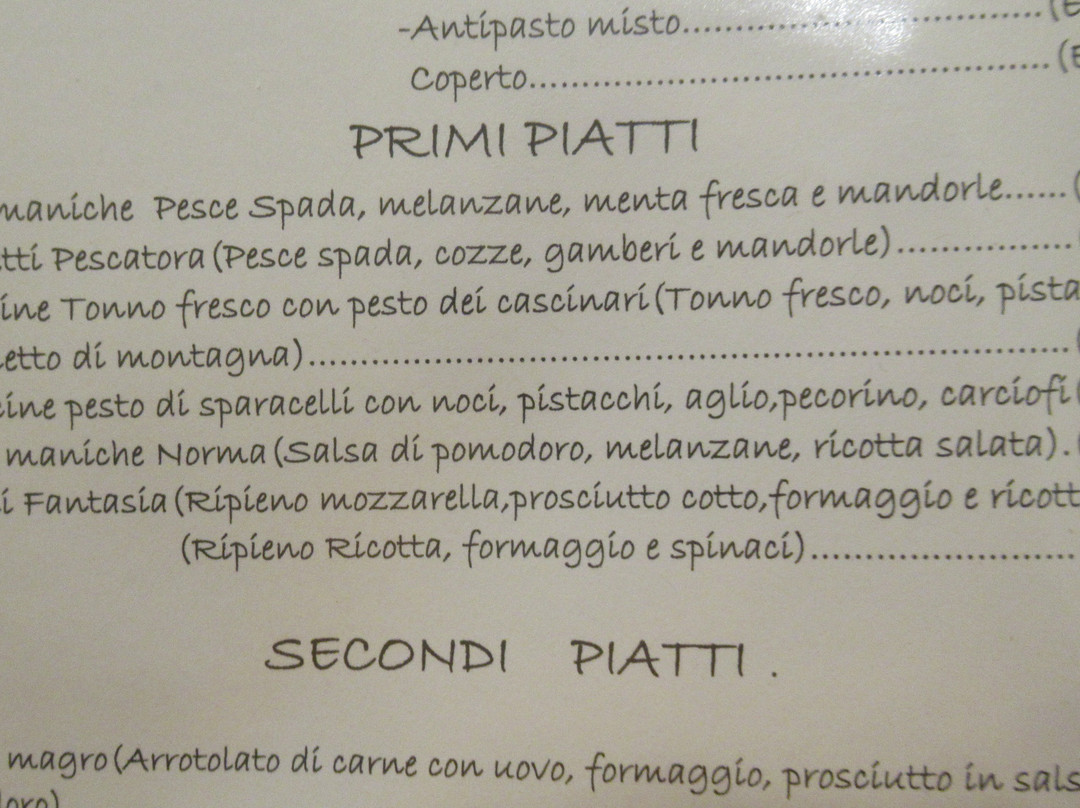 -Antipasto misto..................................(E
Coperto..................................................(E
PRIMI PIATTI
maniche Pesce Spada, melanzane, menta fresca e mandorle......(
tti Pescatora (Pesce spada, cozze, gamberi e mandorle)................
ine Tonno fresco con pesto dei cascinari (Tonno fresco, noci, pista
etto di montagna)......................................................................(
eine pesto di sparacelli con noci, pistacchi, aglio,pecorino, carciofi(
maniche Norma (Salsa di pomodoro, melanzane, ricotta salata).(
i Fantasia (Ripieno mozzarella,prosciutto cotto,formaggio e ricott
(Ripieno Ricotta, formaggio e spinaci)........................
SECONDI PIATTI .
magro (Arrotolato di carne con uovo, formaggio, prosciutto in sals
oro)